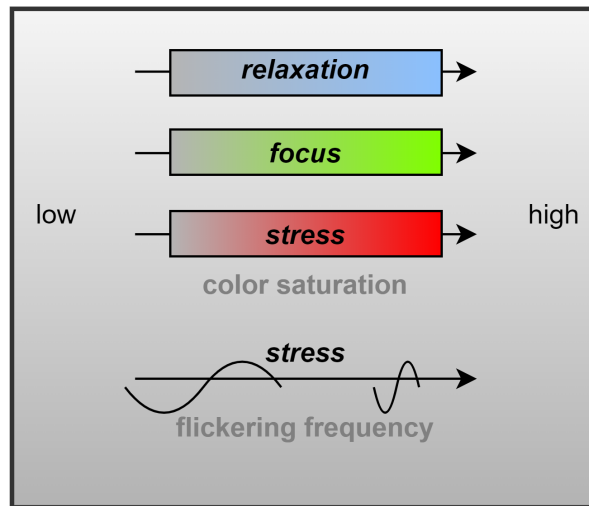 relaxation
focus
low
high
stress
color saturation
stress
flickering frequency